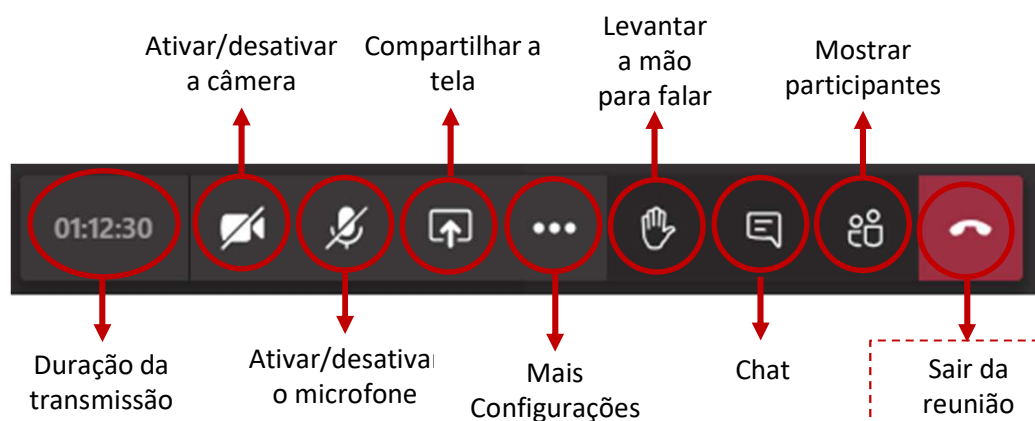 Ativar/desativar
a câmera
Compartilhar a
tela
Levantar
a mão
para falar
Mostrar
participantes
01:12:30
Duração da
transmissão
Ativar/desativar
o microfone
Mais
Configurações
Chat
Sair da
reunião